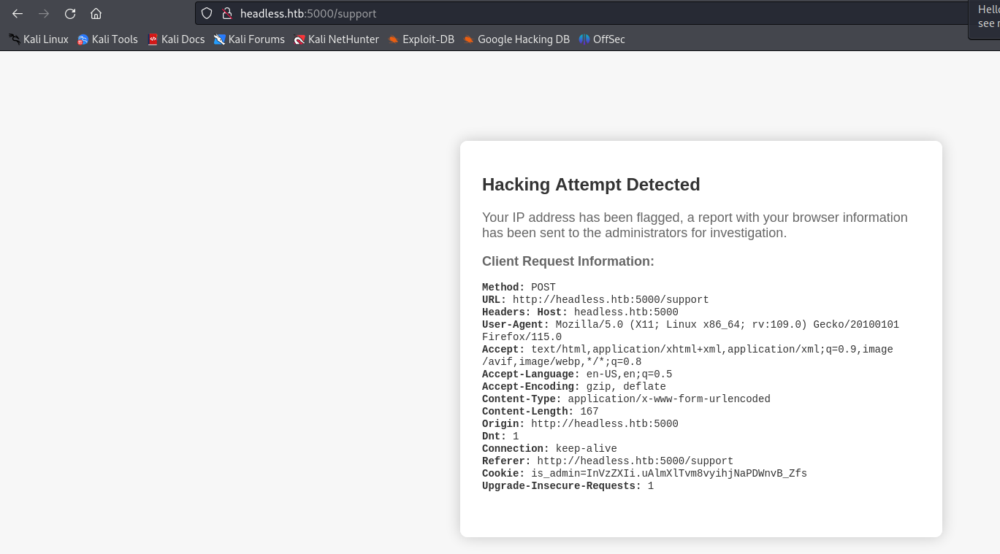 headless.htb:5000/support
Kali Linux Kali Tools Kali Docs Kali Forums Kali NetHunter Exploit-DB Google Hacking DB OffSec
Hacking Attempt Detected
Your IP address has been flagged, a report with your browser information
has been sent to the administrators for investigation.
Client Request Information:
Method: POST
URL: http://headless.htb:5000/support
Headers: Host: headless.htb:5000
User-Agent: Mozilla/5.0 (X11; Linux x86_64; rv:109.0) Gecko/20100101
Firefox/115.0
Accept: text/html,application/xhtml+xml,application/xml;q=0.9,image
/avif,image/webp,*/*;q=0.8
Accept-Language: en-US,en;q=0.5
Accept-Encoding: gzip, deflate
Content-Type: application/x-www-form-urlencoded
Content-Length: 167
Origin: http://headless.htb:5000
Dnt: 1
Connection: keep-alive
Referer: http://headless.htb:5000/support
Cookie: is_admin=InVzZXIi.uAlmXlTvm8vyihjNaPDWnvB_Zfs
Upgrade-Insecure-Requests: 1